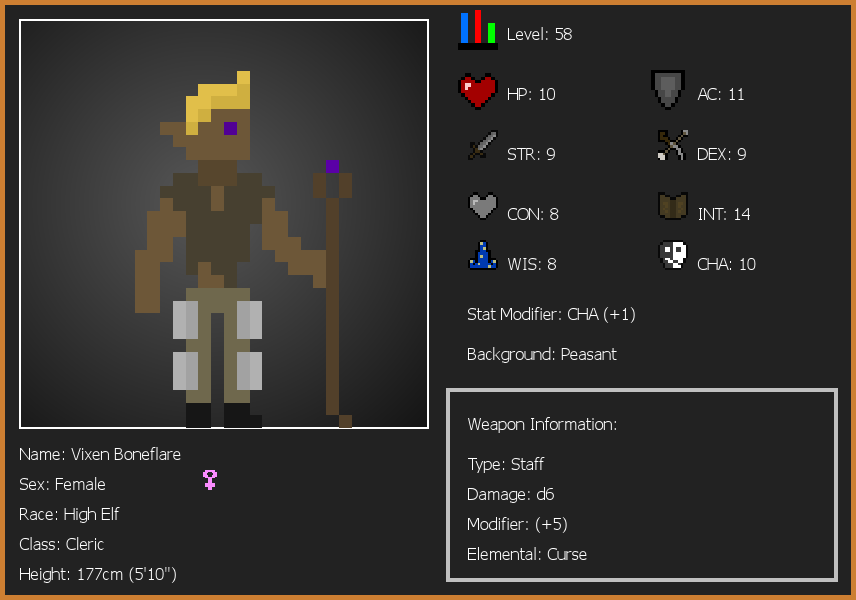 Level: 58
HP: 10
AC: 11
STR: 9
DEX: 9
CON: 8
INT: 14
WIS: 8
CHA: 10
Stat Modifier: CHA (+1)
Background: Peasant
Weapon Information:
Type: Staff
Damage: d6
Modifier: (+5)
Elemental: Curse
Name: Vixen Boneflare
Sex: Female
Race: High Elf
Class: Cleric
Height: 177cm (5'10")